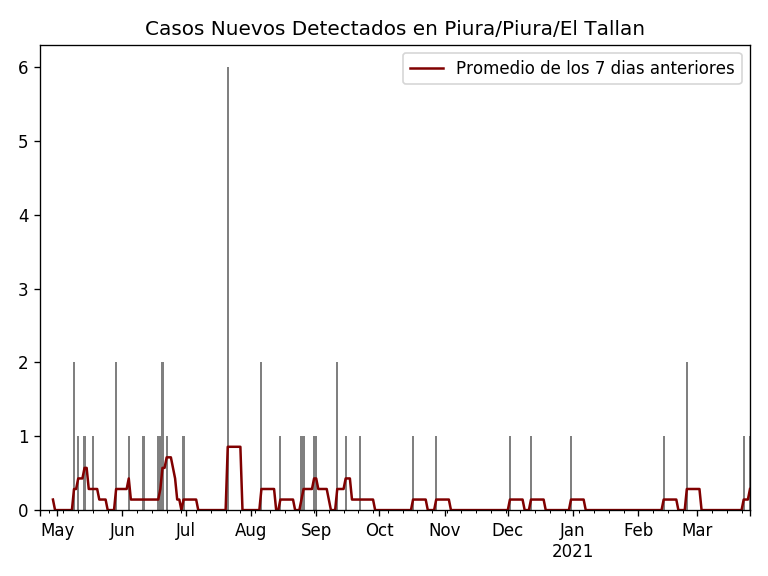 Casos Nuevos Detectados en Piura/Piura/El Tallan
Promedio de los 7 dias anteriores
6
5
4
3
2
1
0
May Jun Jul Aug Sep Oct Nov Dec Jan Feb Mar
2021